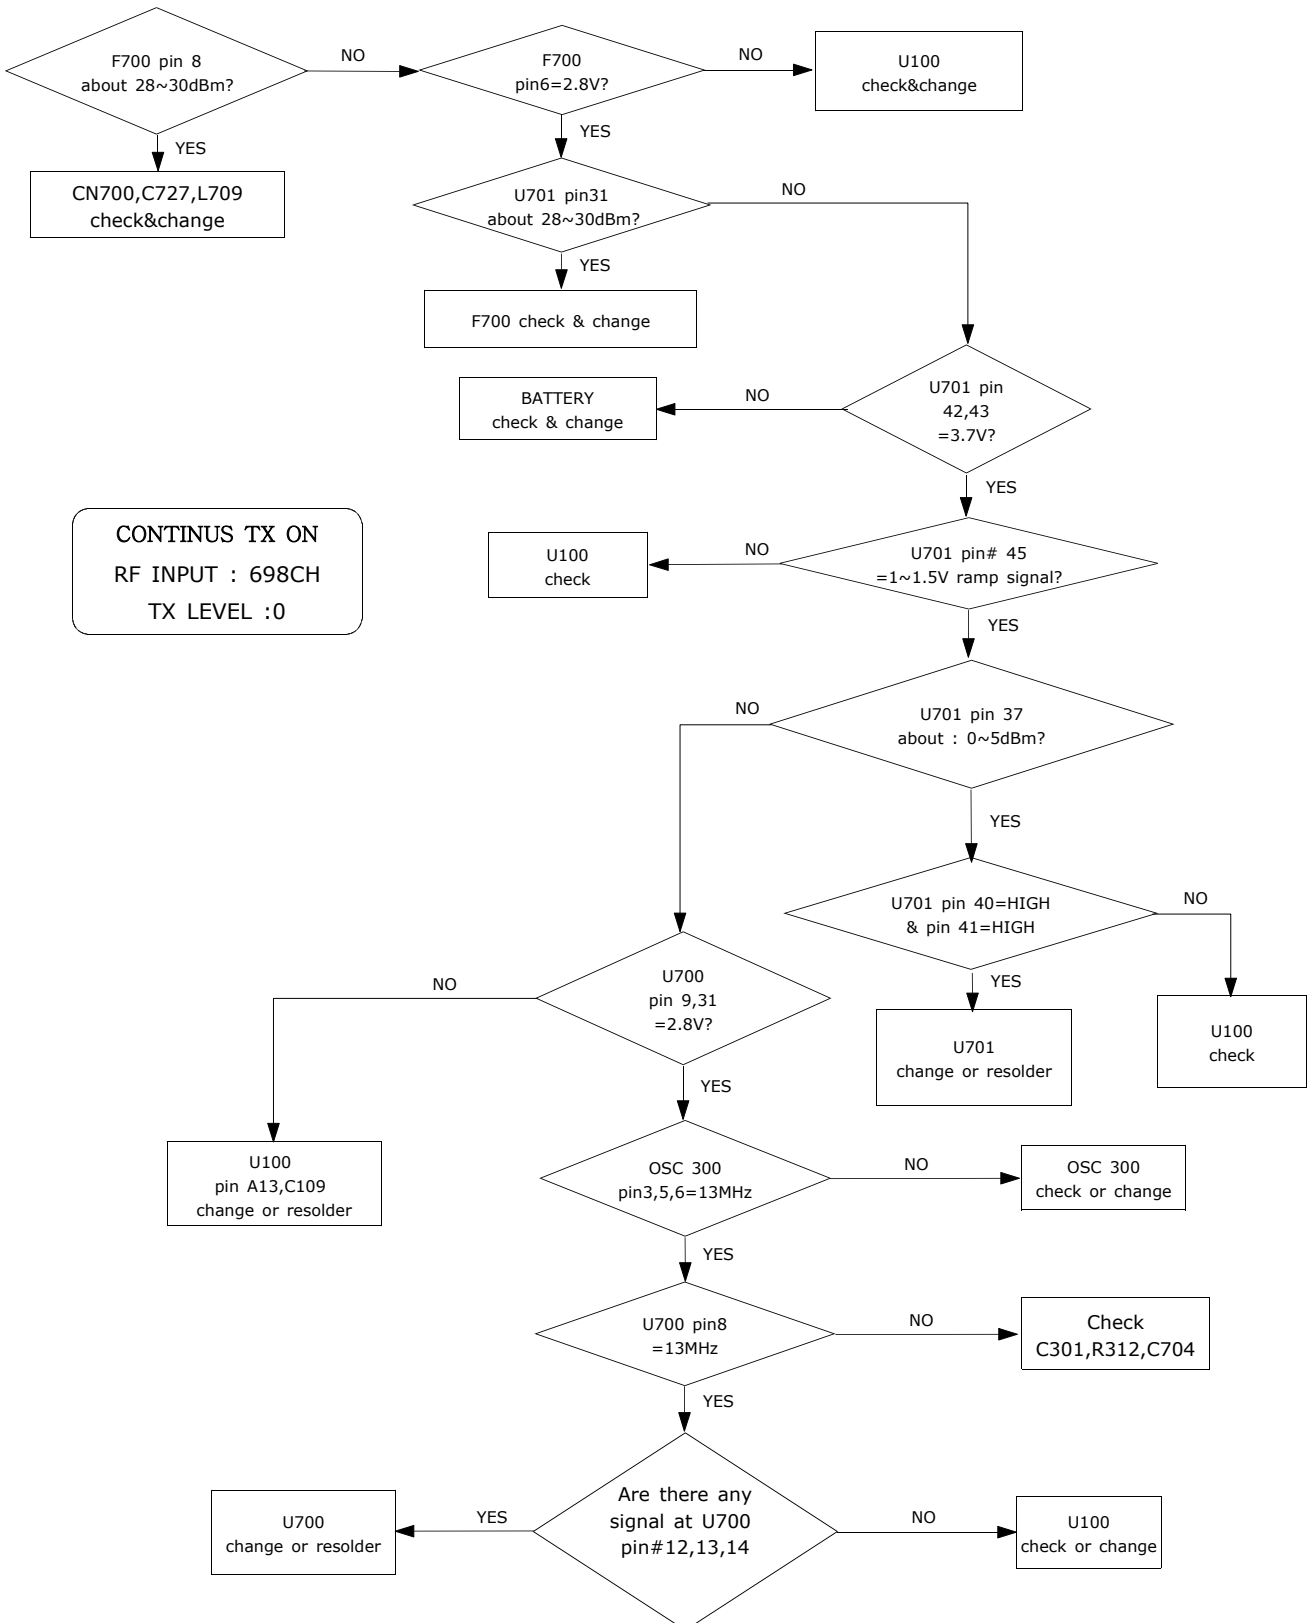 F700 pin 8
about 28~30dBm?
NO
F700
pin6=2.8V?
NO
U100
check&change
YES
CN700,C727,L709
check&change
YES
U701 pin31
about 28~30dBm?
NO
YES
F700 check & change
U701 pin
42,43
=3.7V?
NO
BATTERY
check & change
YES
CONTINUS TX ON
RF INPUT : 698CH
TX LEVEL :0
U701 pin# 45
=1~1.5V ramp signal?
NO
U100
check
YES
U701 pin 37
about : 0~5dBm?
NO
YES
U701 pin 40=HIGH
& pin 41=HIGH
NO
YES
U701
change or resolder
U100
check
U700
pin 9,31
=2.8V?
NO
YES
U100
pin A13,C109
change or resolder
OSC 300
pin3,5,6=13MHz
NO
OSC 300
check or change
YES
U700 pin8
=13MHz
NO
Check
C301,R312,C704
YES
Are there any
signal at U700
pin#12,13,14
YES
U700
change or resolder
NO
U100
check or change